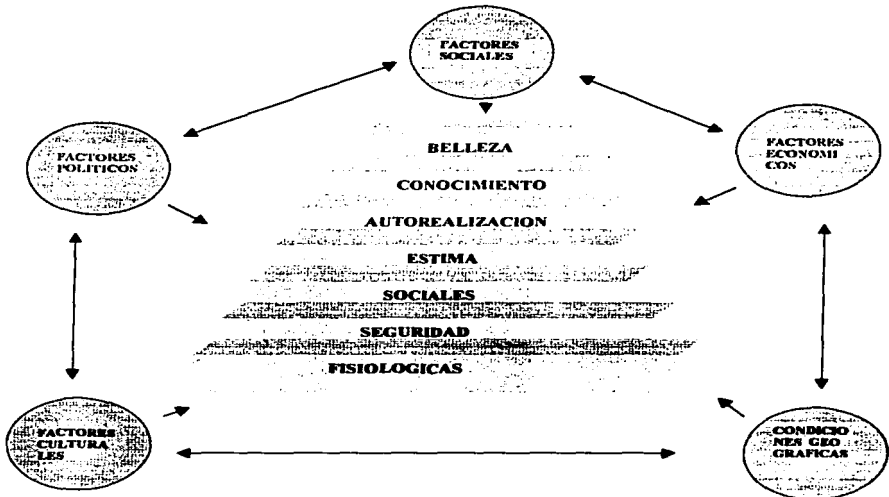 FACTORES
SOCIALES
FACTORES
POLITICOS
FACTORES
ECONOMI
COS
BELLEZA
CONOCIMIENTO
AUTOREALIZACION
ESTIMA
SOCIALES
SEGURIDAD
FISIOLOGICAS
FACTORES
CULTURA
LES
CONDICIO
NES GEO
GRAFICAS